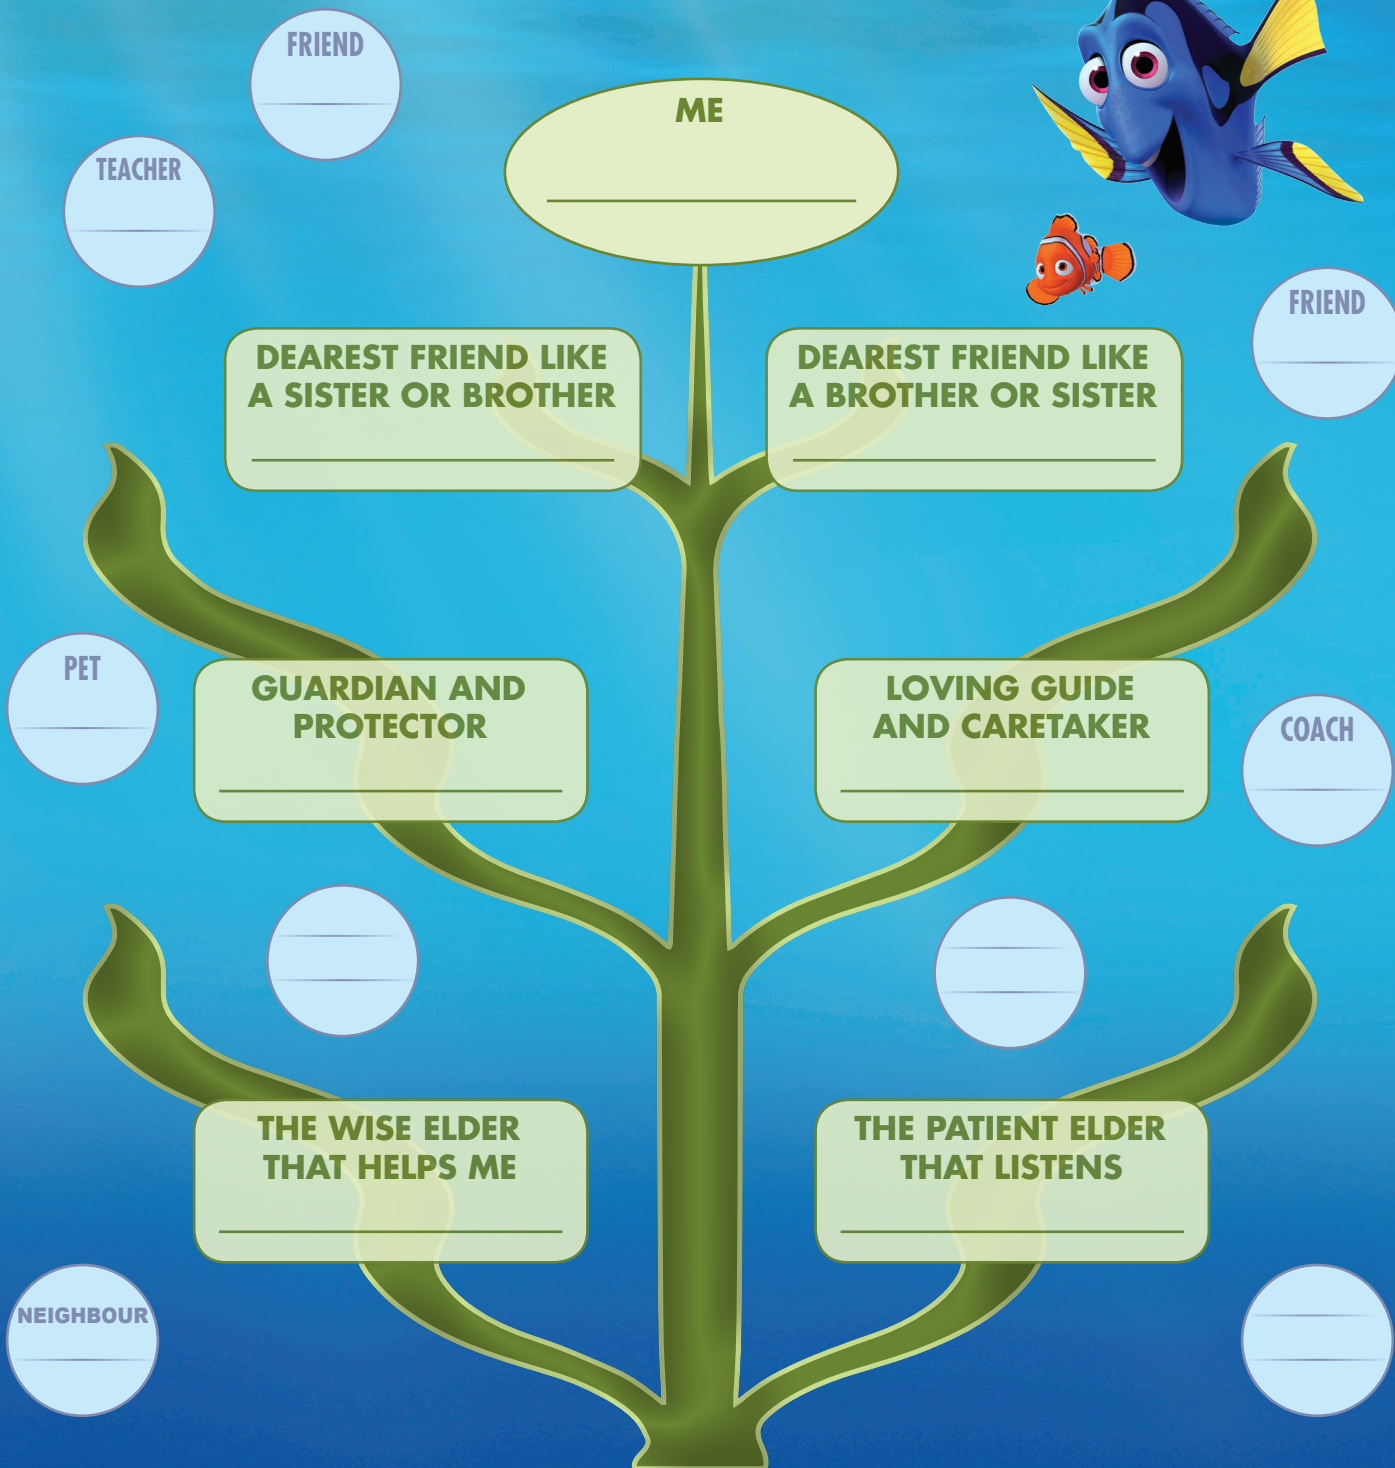 FRIEND
ME
TEACHER
FRIEND
DEAREST FRIEND LIKE
A SISTER OR BROTHER
DEAREST FRIEND LIKE
A BROTHER OR SISTER
PET
GUARDIAN AND
PROTECTOR
LOVING GUIDE
AND CARETAKER
COACH
THE WISE ELDER
THAT HELPS ME
THE PATIENT ELDER
THAT LISTENS
NEIGHBOUR